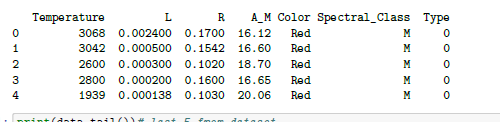 Temperature L R A_M Color Spectral_Class Type
0 3068 0.002400 0.1700 16.12 Red M 0
1 3042 0.000500 0.1542 16.60 Red M 0
2 2600 0.000300 0.1020 18.70 Red M 0
3 2800 0.000200 0.1600 16.65 Red M 0
4 1939 0.000138 0.1030 20.06 Red M 0
: print(data.tail())# last 5 from dataset